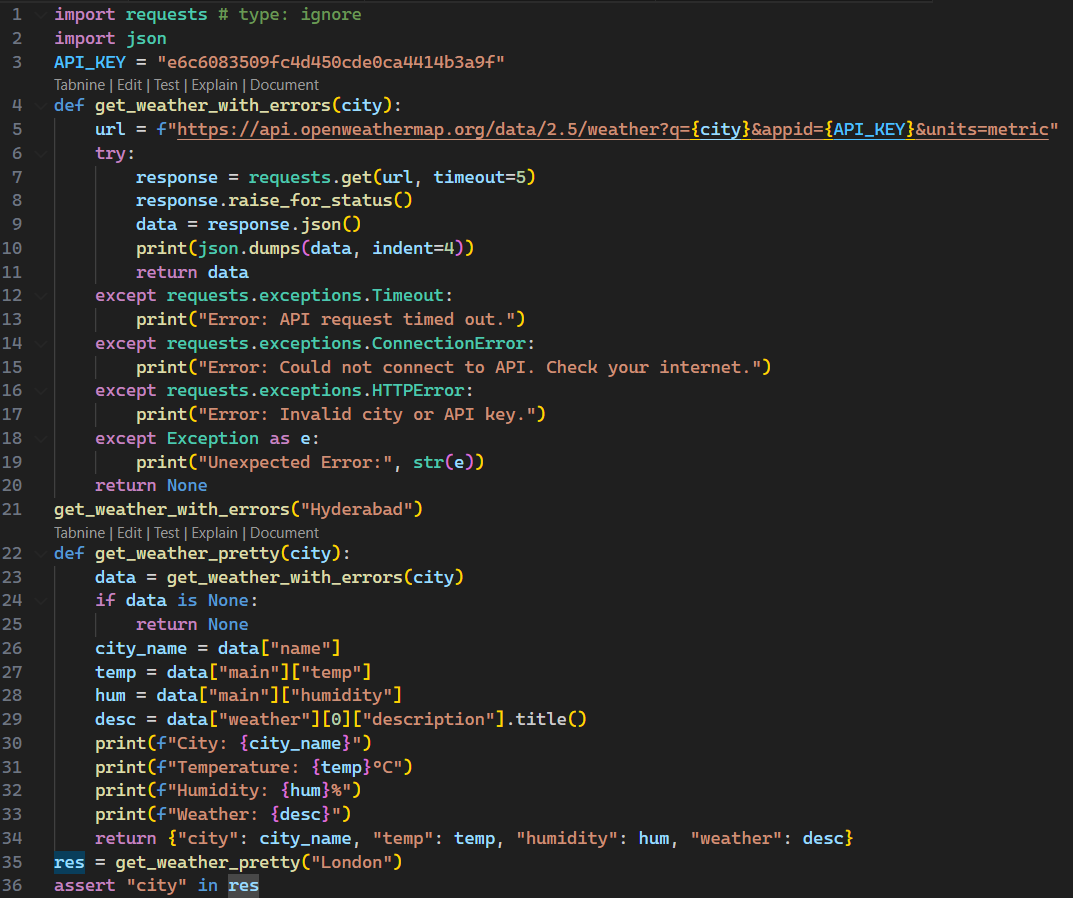 1 import requests # type: ignore
2 import json
3 API_KEY = "e6c6083509fc4d450cde0ca4414b3a9f"
Tabnine | Edit | Test | Explain | Document
4 def get_weather_with_errors(city):
5     url = f"https://api.openweathermap.org/data/2.5/weather?q={city}&appid={API_KEY}&units=metric"
6     try:
7         response = requests.get(url, timeout=5)
8         response.raise_for_status()
9         data = response.json()
10         print(json.dumps(data, indent=4))
11         return data
12     except requests.exceptions.Timeout:
13         print("Error: API request timed out.")
14     except requests.exceptions.ConnectionError:
15         print("Error: Could not connect to API. Check your internet.")
16     except requests.exceptions.HTTPError:
17         print("Error: Invalid city or API key.")
18     except Exception as e:
19         print("Unexpected Error:", str(e))
20     return None
21 get_weather_with_errors("Hyderabad")
Tabnine | Edit | Test | Explain | Document
22 def get_weather_pretty(city):
23     data = get_weather_with_errors(city)
24     if data is None:
25         return None
26     city_name = data["name"]
27     temp = data["main"]["temp"]
28     hum = data["main"]["humidity"]
29     desc = data["weather"][0]["description"].title()
30     print(f"City: {city_name}")
31     print(f"Temperature: {temp}°C")
32     print(f"Humidity: {hum}%")
33     print(f"Weather: {desc}")
34     return {"city": city_name, "temp": temp, "humidity": hum, "weather": desc}
35 res = get_weather_pretty("London")
36 assert "city" in res